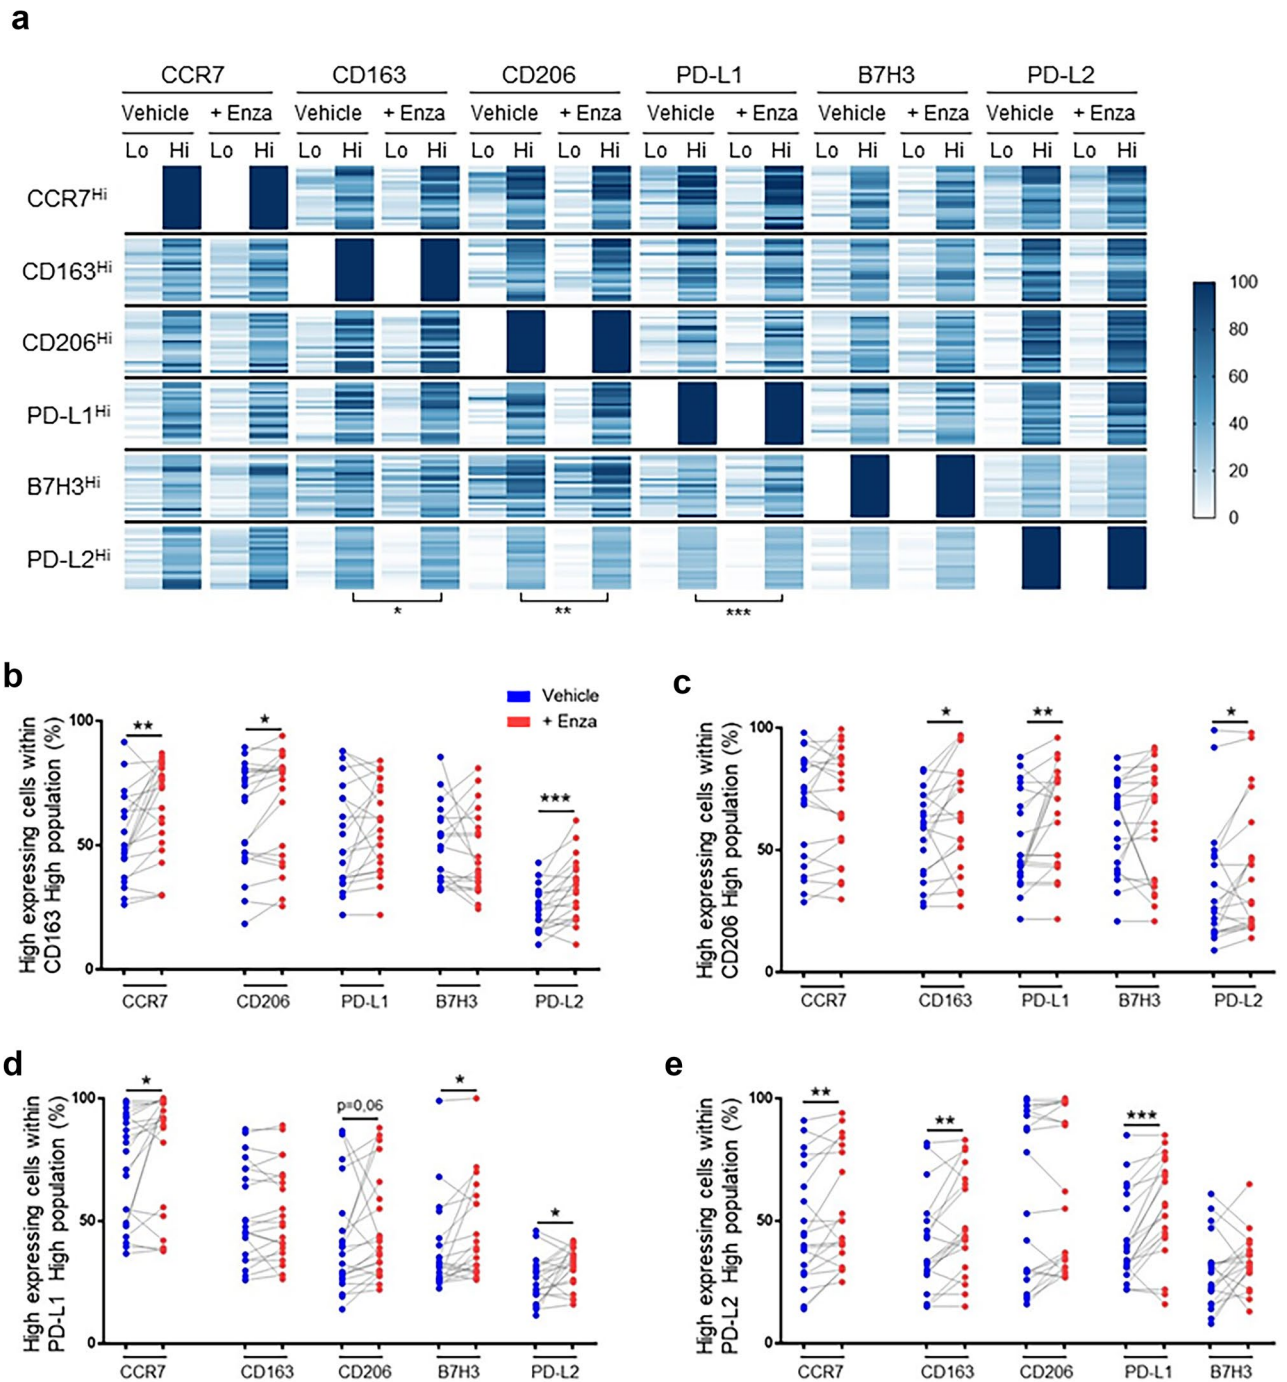 a
CCR7 CD163 CD206 PD-L1 B7H3 PD-L2
Vehicle + Enza Vehicle + Enza Vehicle + Enza Vehicle + Enza Vehicle + Enza Vehicle + Enza
Lo Hi Lo Hi Lo Hi Lo Hi Lo Hi Lo Hi Lo Hi Lo Hi Lo Hi Lo Hi Lo Hi Lo Hi
CCR7Hi
CD163Hi
CD206Hi
PD-L1Hi
B7H3Hi
PD-L2Hi
* ** ***
100
80
60
40
20
0
b
Vehicle
+ Enza
High expressing cells within
CD163 High population (%)
100
50
0
** * ***
CCR7 CD206 PD-L1 B7H3 PD-L2
c
High expressing cells within
CD206 High population (%)
100
50
0
* ** *
CCR7 CD163 PD-L1 B7H3 PD-L2
d
High expressing cells within
PD-L1 High population (%)
100
50
0
* p=0,06 * *
CCR7 CD163 CD206 B7H3 PD-L2
e
High expressing cells within
PD-L2 High population (%)
100
50
0
** ** ***
CCR7 CD163 CD206 PD-L1 B7H3